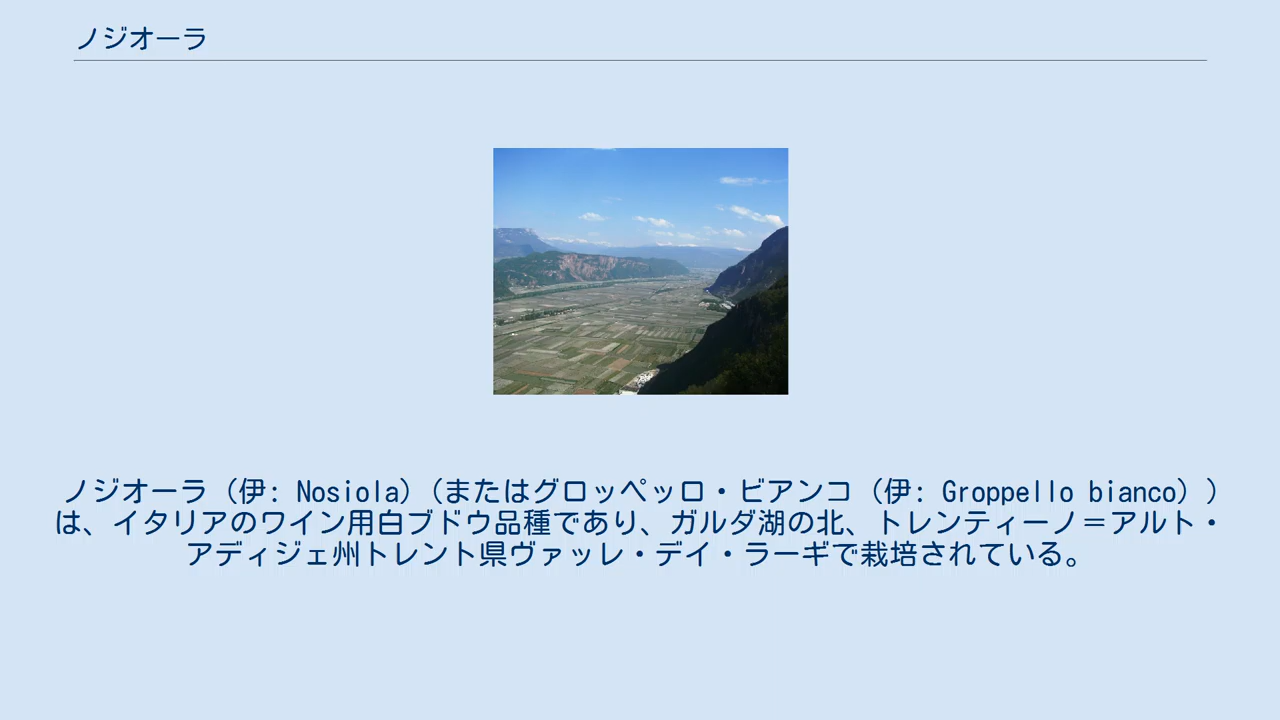 ノジオーラ
ノジオーラ（伊: Nosiola）（またはグロッペッロ・ビアンコ（伊: Groppello bianco））
は、イタリアのワイン用白ブドウ品種であり、ガルダ湖の北、トレンティーノ＝アルト・
アディジェ州トレント県ヴァッレ・デイ・ラーギで栽培されている。